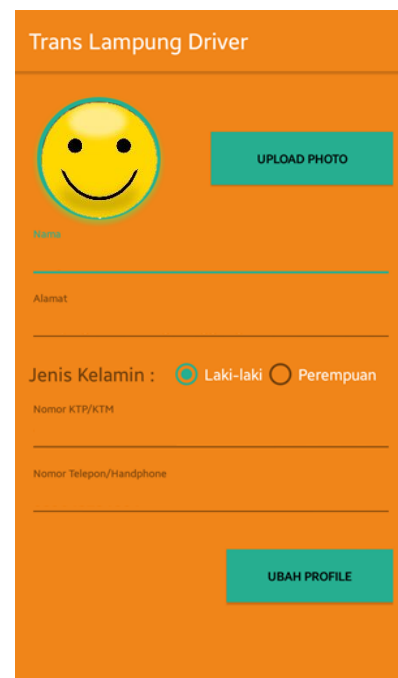 Trans Lampung Driver
UPLOAD PHOTO
Nama
Alamat
Jenis Kelamin : Laki-laki Perempuan
Nomor KTP/KTM
Nomor Telepon/Handphone
UBAH PROFILE